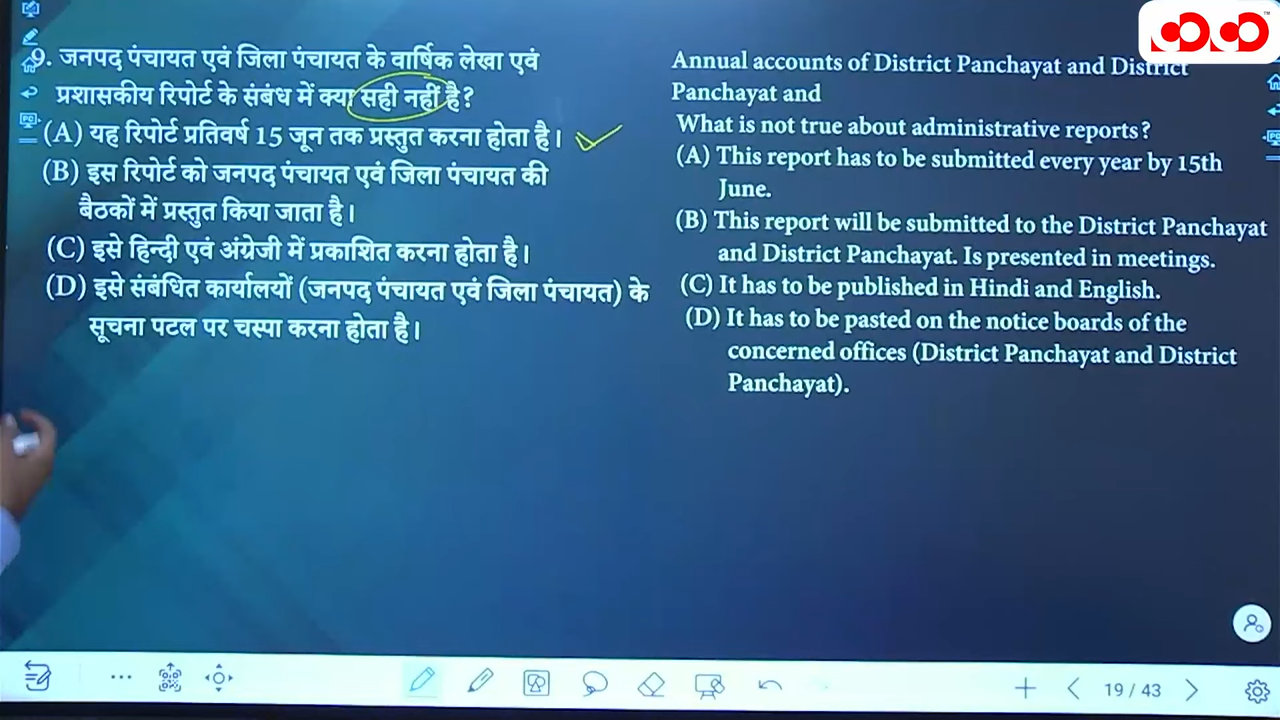 9. जनपद पंचायत एवं जिला पंचायत के वार्षिक लेखा एवं
प्रशासकीय रिपोर्ट के संबंध में क्या सही नहीं है?
(A) यह रिपोर्ट प्रतिवर्ष 15 जून तक प्रस्तुत करना होता है।
(B) इस रिपोर्ट को जनपद पंचायत एवं जिला पंचायत की
बैठकों में प्रस्तुत किया जाता है।
(C) इसे हिन्दी एवं अंग्रेजी में प्रकाशित करना होता है।
(D) इसे संबंधित कार्यालयों (जनपद पंचायत एवं जिला पंचायत) के
सूचना पटल पर चस्पा करना होता है।
Annual accounts of District Panchayat and District
Panchayat and
What is not true about administrative reports?
(A) This report has to be submitted every year by 15th
June.
(B) This report will be submitted to the District Panchayat
and District Panchayat. Is presented in meetings.
(C) It has to be published in Hindi and English.
(D) It has to be pasted on the notice boards of the
concerned offices (District Panchayat and District
Panchayat).
19 / 43